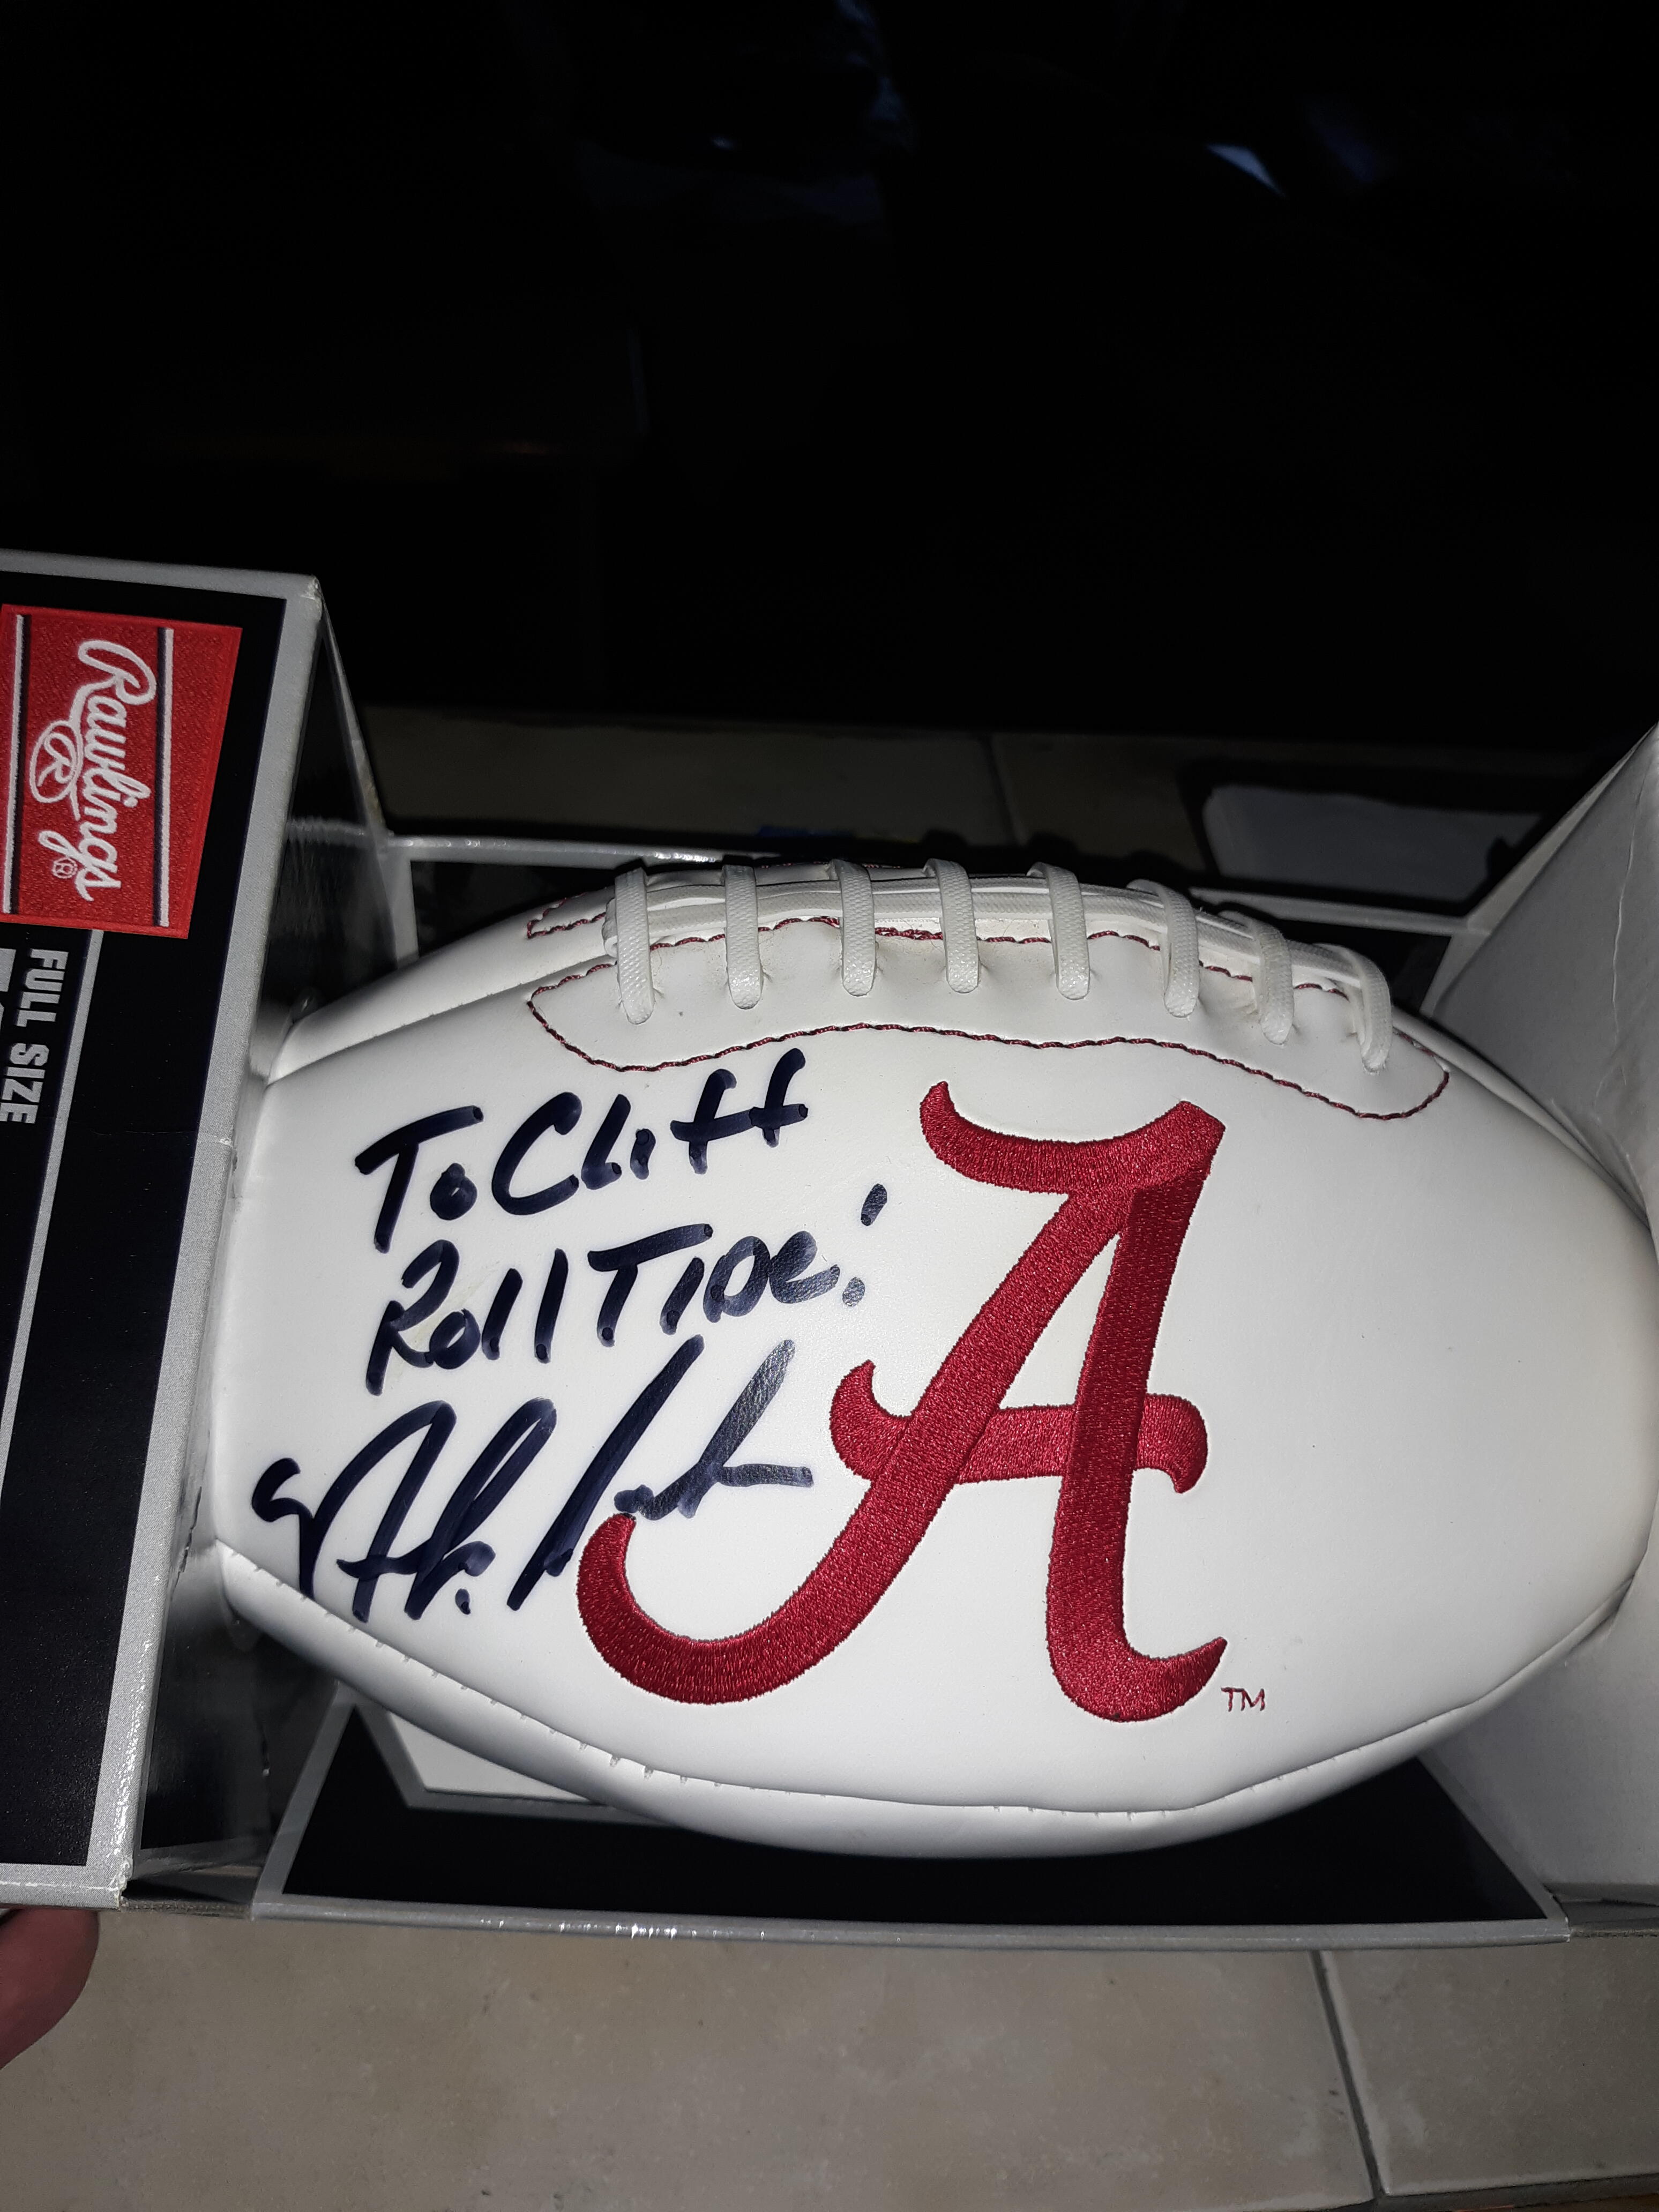 Rawlings
R
FULL SIZE
To Cliff
Roll TIDE!
A
TM